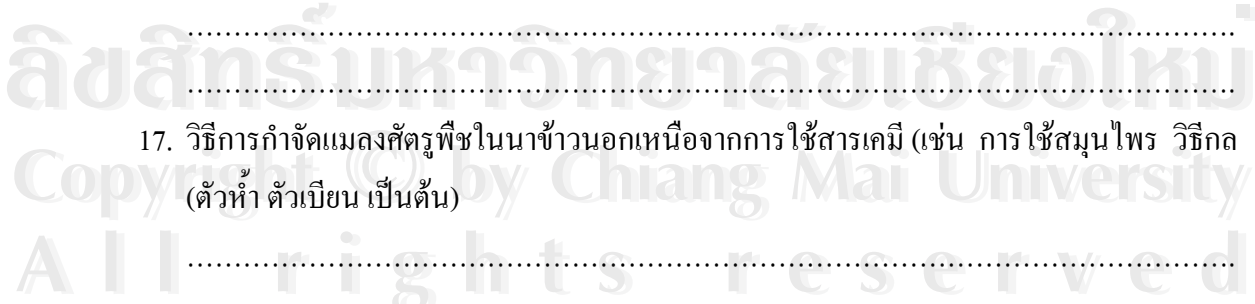 ................................................................................................................
ลิขสิทธิ์มหาวิทยาลัยเชียงใหม่
................................................................................................................
17. วิธีการกำจัดแมลงศัตรูพืชในนาข้าวนอกเหนือจากการใช้สารเคมี (เช่น การใช้สมุนไพร วิธีกล
Copyright © by Chiang Mai University
(ตัวห้ำ ตัวเบียน เป็นต้น)
All rights reserved
................................................................................................................